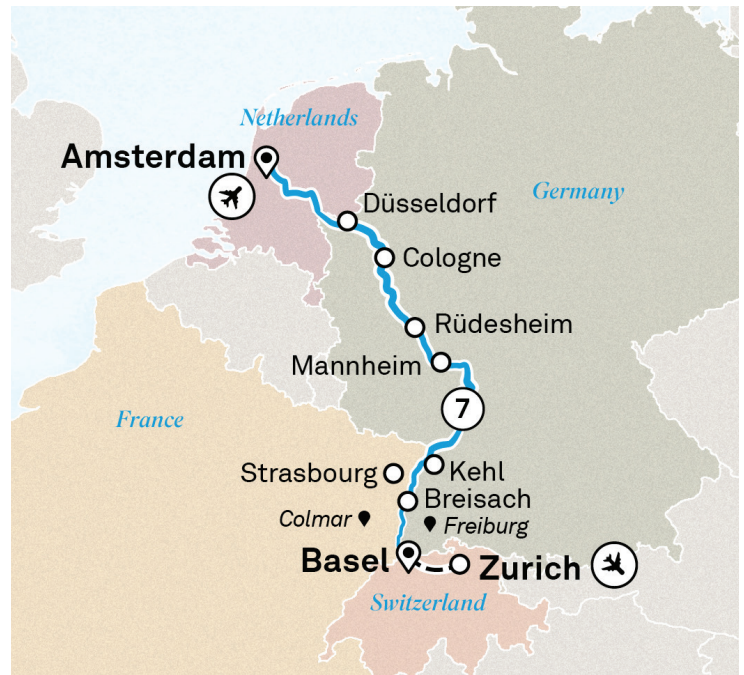 Netherlands
Amsterdam
Germany
Düsseldorf
Cologne
Rüdesheim
Mannheim
7
France
Strasbourg
Kehl
Breisach
Colmar
Freiburg
Basel
Zurich
Switzerland